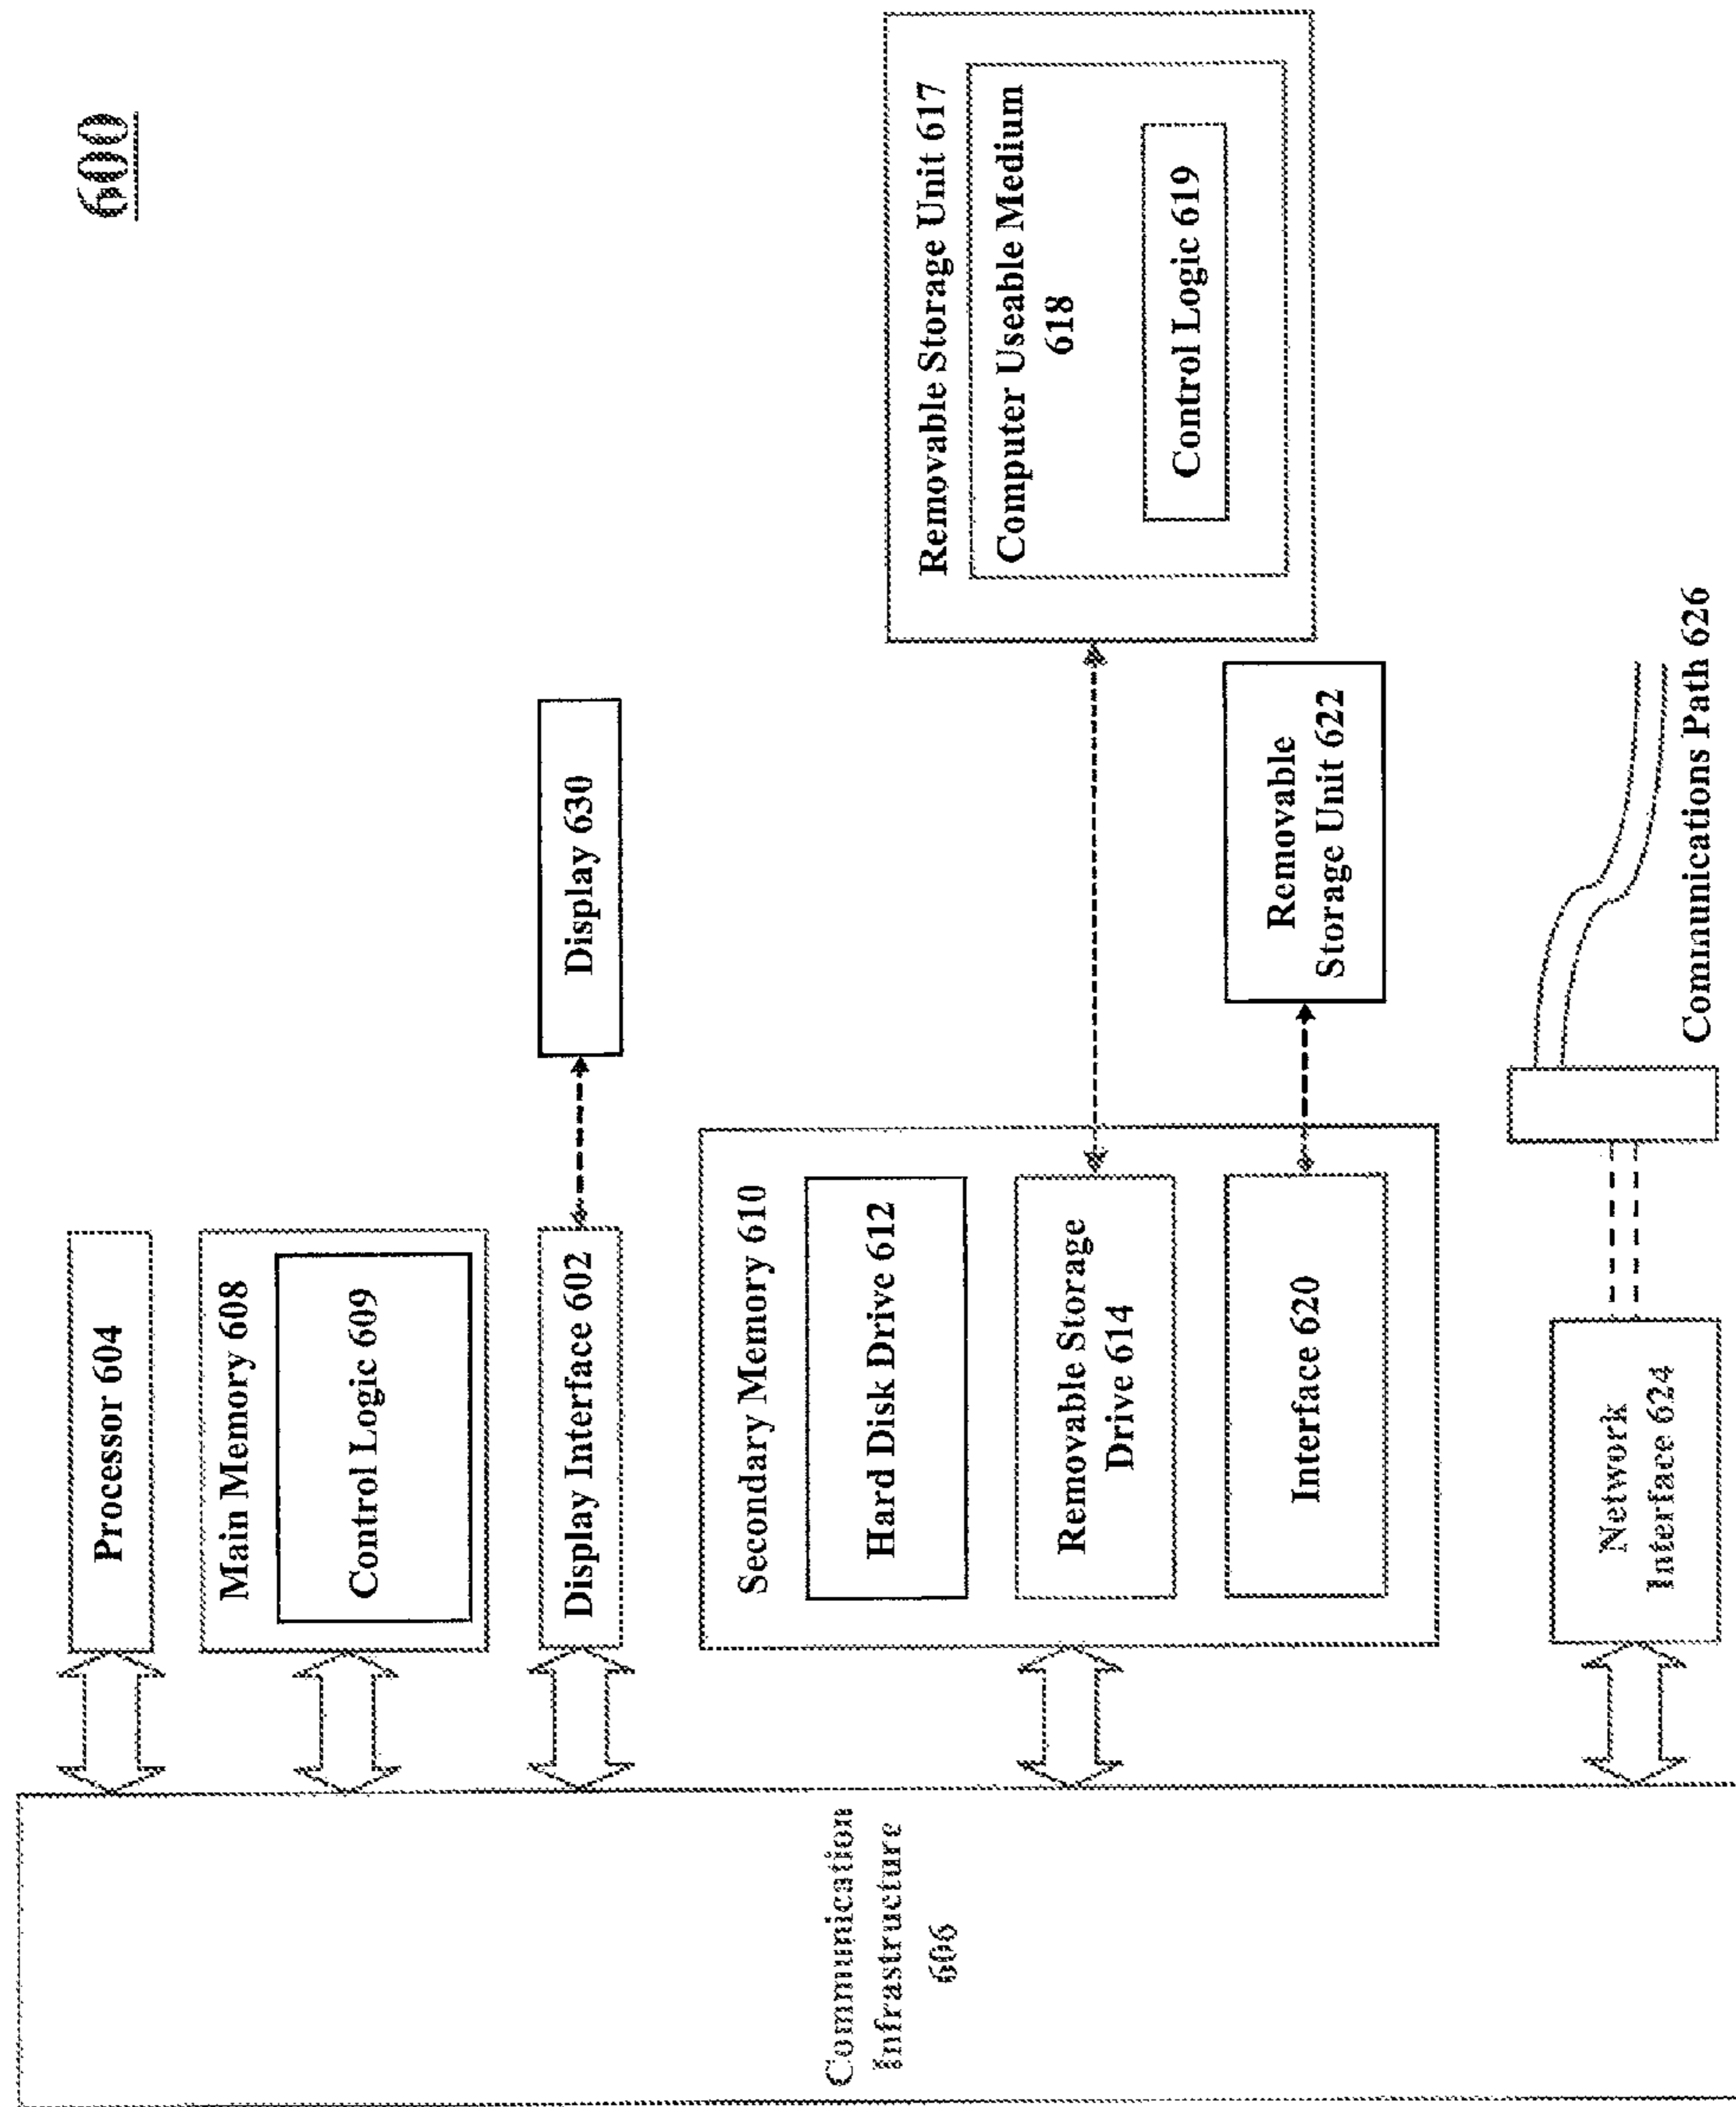 600
Communication
Infrastructure
606
Processor 604
Main Memory 608
Control Logic 609
Display Interface 602
Display 630
Secondary Memory 610
Hard Disk Drive 612
Removable Storage
Drive 614
Interface 620
Removable Storage Unit 617
Computer Useable Medium
618
Control Logic 619
Removable
Storage Unit 622
Network
Interface 624
Communications Path 626